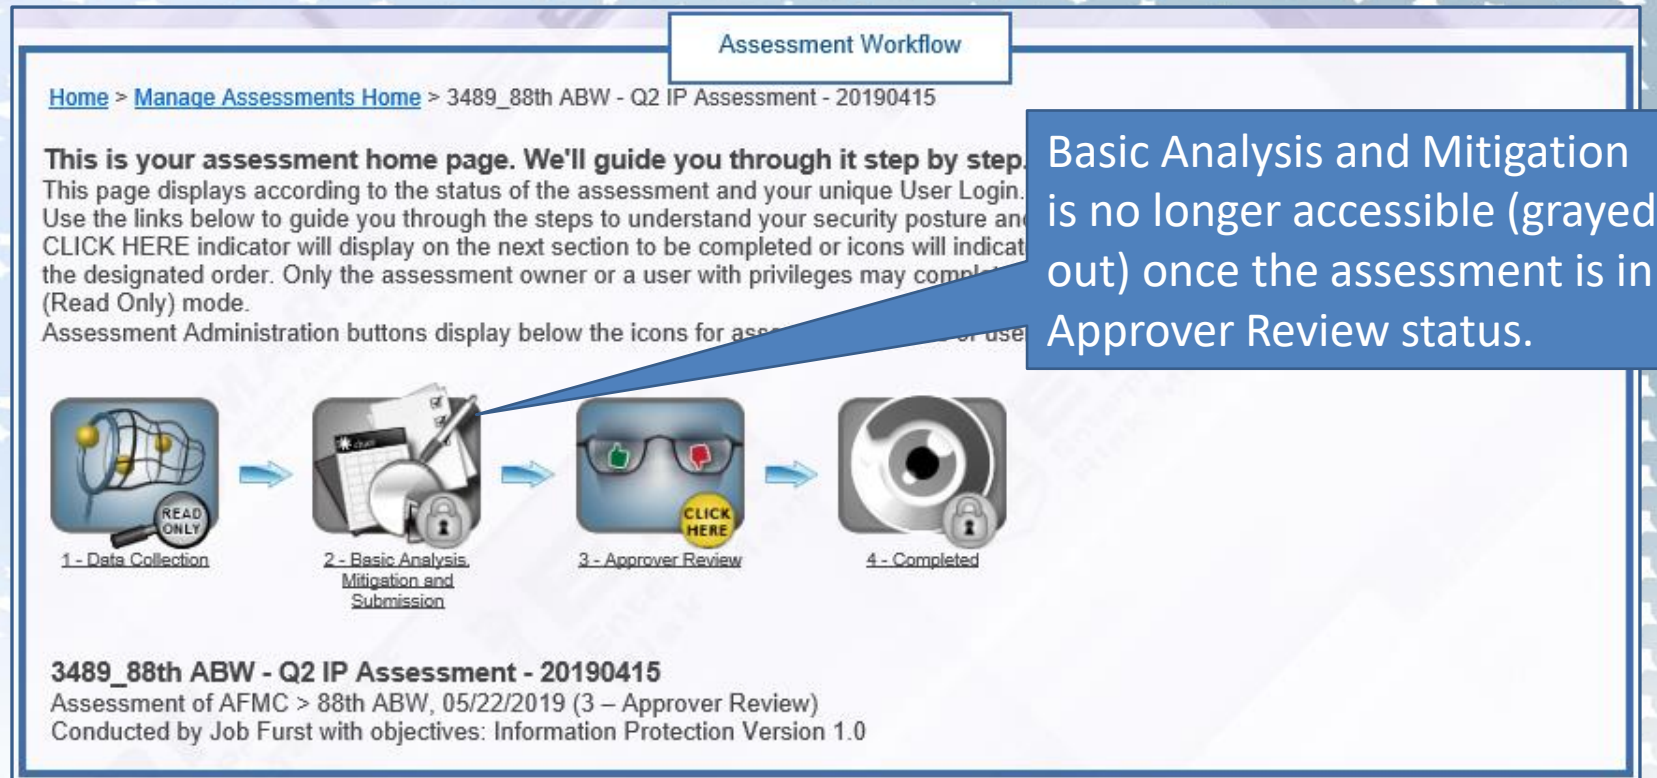 Assessment Workflow
Home > Manage Assessments Home > 3489_88th ABW - Q2 IP Assessment - 20190415
This is your assessment home page. We'll guide you through it step by step.
This page displays according to the status of the assessment and your unique User Login.
Use the links below to guide you through the steps to understand your security posture and
CLICK HERE indicator will display on the next section to be completed or icons will indicat
the designated order. Only the assessment owner or a user with privileges may complet
(Read Only) mode.
Assessment Administration buttons display below the icons for
Basic Analysis and Mitigation
is no longer accessible (grayed
out) once the assessment is in
Approver Review status.
READ
ONLY
CLICK
HERE
1 - Data Collection
2 - Basic Analysis,
Mitigation and
Submission
3 - Approver Review
4 - Completed
3489_88th ABW - Q2 IP Assessment - 20190415
Assessment of AFMC > 88th ABW, 05/22/2019 (3 – Approver Review)
Conducted by Job Furst with objectives: Information Protection Version 1.0